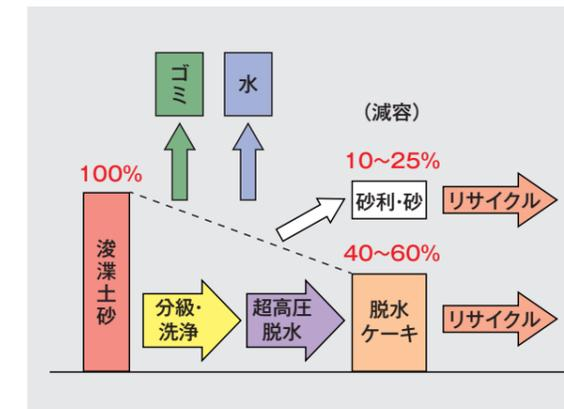 ゴミ
水
（減容）
100%
10～25%
砂利・砂
リサイクル
40～60%
浚渫土砂
分級・
洗浄
超高圧
脱水
脱水
ケーキ
リサイクル